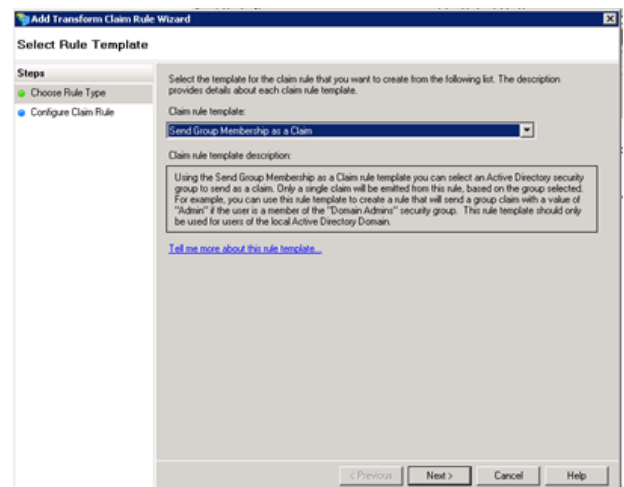 Add Transform Claim Rule Wizard
Select Rule Template
Steps
Choose Rule Type
Configure Claim Rule
Select the template for the claim rule that you want to create from the following list. The description
provides details about each claim rule template.
Claim rule template:
Send Group Membership as a Claim
Claim rule template description:
Using the Send Group Membership as a Claim rule template you can select an Active Directory security
group to send as a claim. Only a single claim will be emitted from this rule, based on the group selected.
For example, you can use this rule template to create a rule that will send a group claim with a value of
"Admin" if the user is a member of the "Domain Admins" security group. This rule template should only
be used for users of the local Active Directory Domain.
Tell me more about this rule template...
< Previous
Next >
Cancel
Help